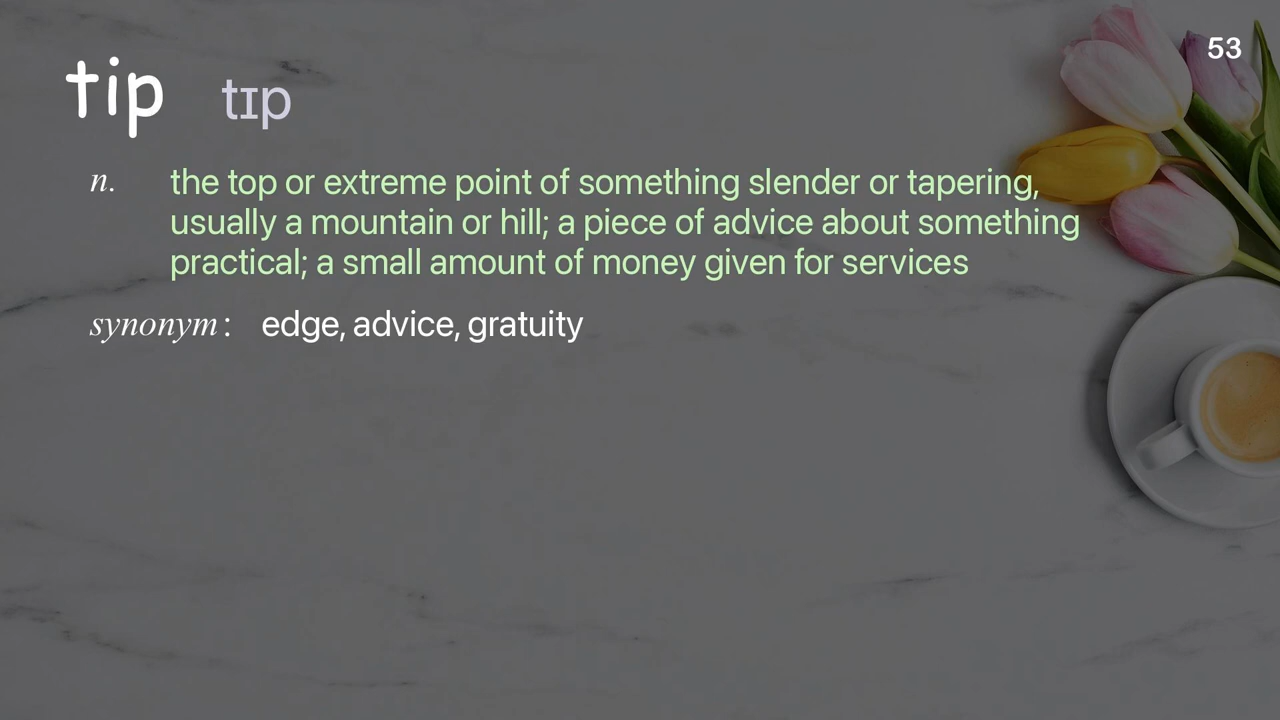 53
tip tɪp
n. the top or extreme point of something slender or tapering,
usually a mountain or hill; a piece of advice about something
practical; a small amount of money given for services
synonym: edge, advice, gratuity